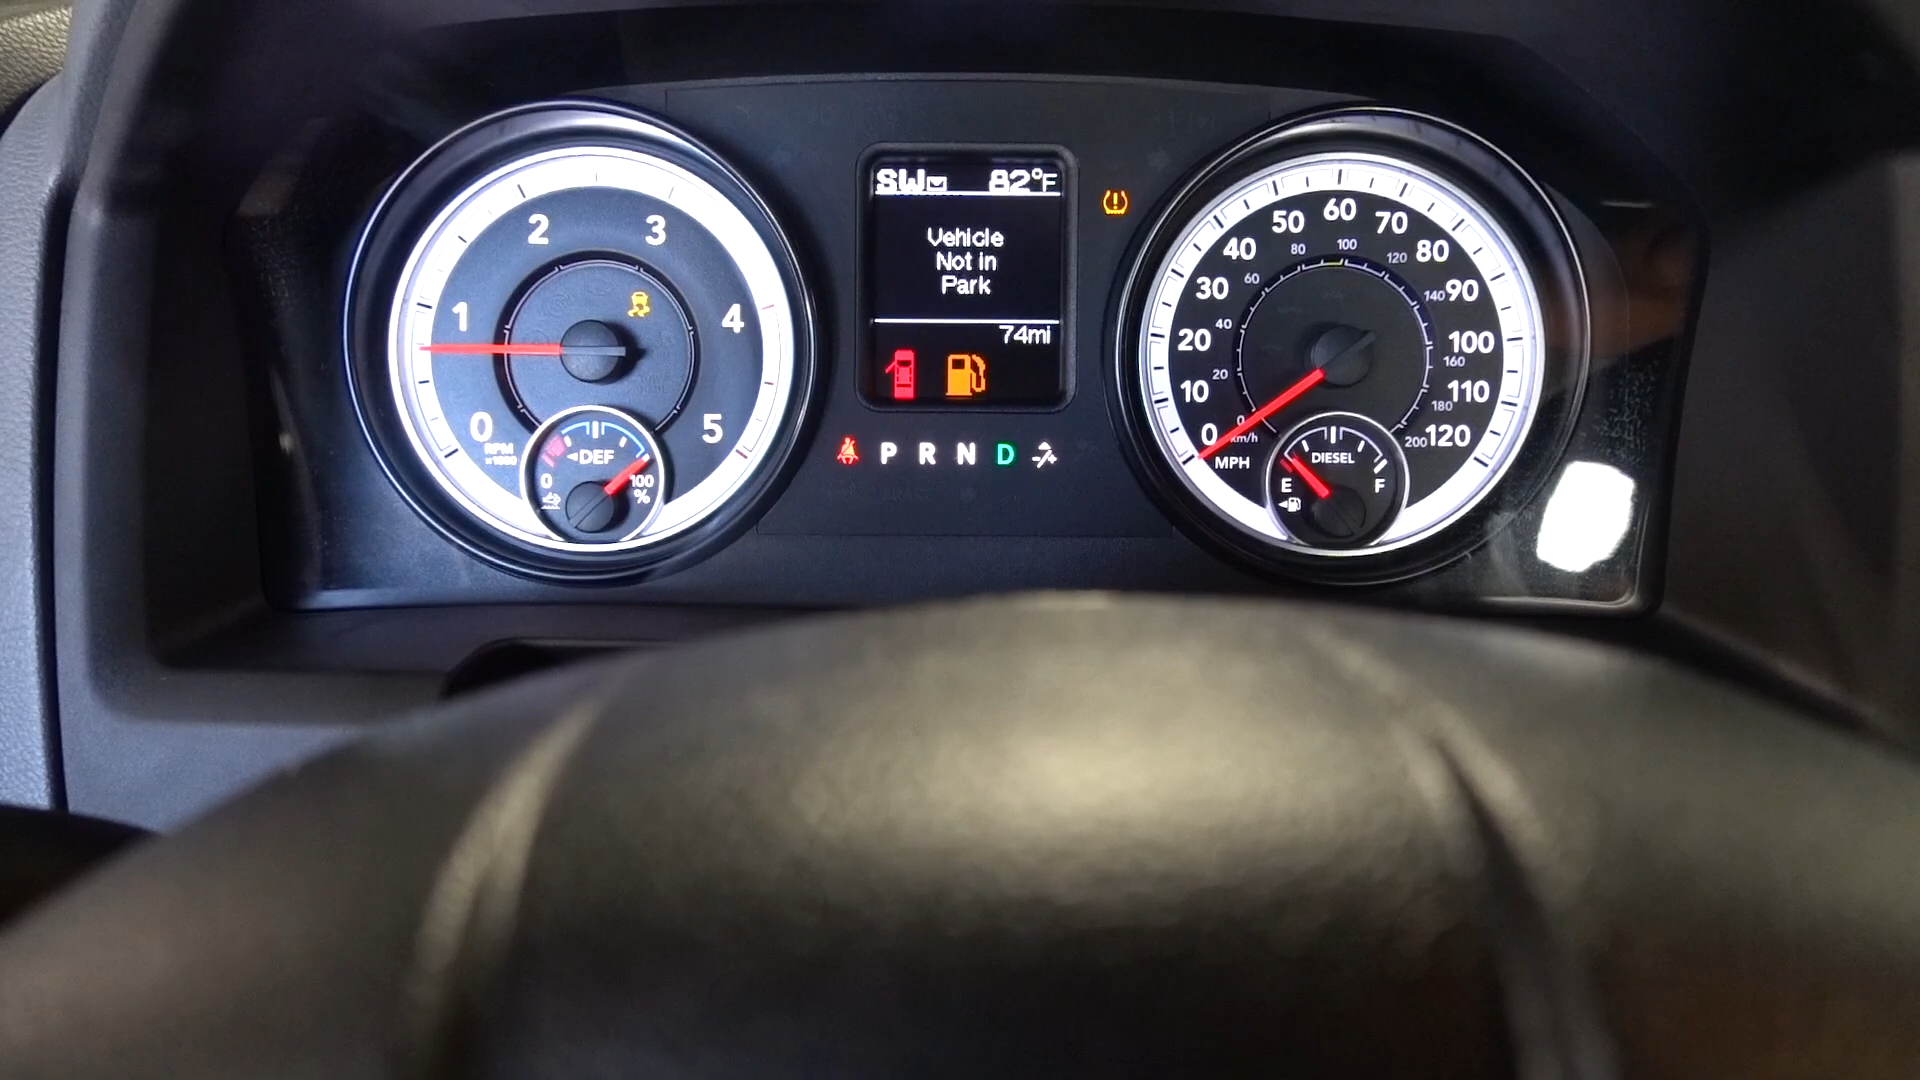 0
1
2
3
4
5
RPM
x1000
DEF
0
100
%
SW 82°F
Vehicle
Not in
Park
74mi
P R N D
0
10
20
30
40
50
60
70
80
90
100
110
120
MPH
0
20
40
60
80
100
120
140
160
180
200
km/h
DIESEL
E F